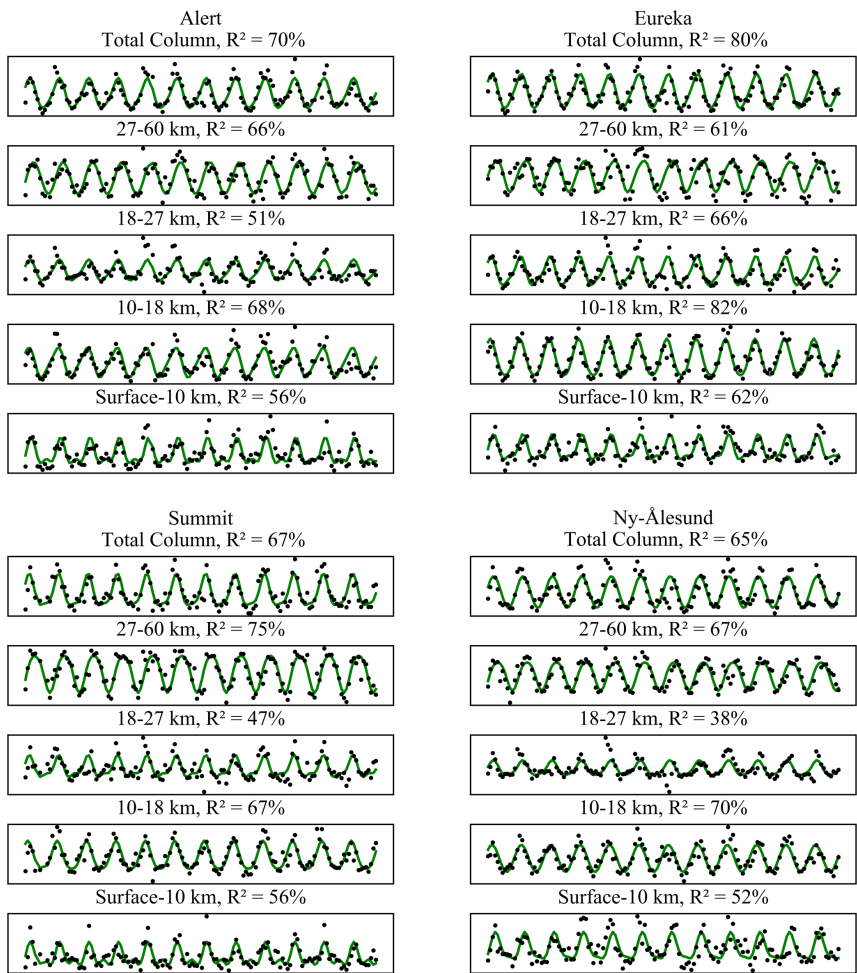 Alert
Total Column, R² = 70%
27-60 km, R² = 66%
18-27 km, R² = 51%
10-18 km, R² = 68%
Surface-10 km, R² = 56%
Eureka
Total Column, R² = 80%
27-60 km, R² = 61%
18-27 km, R² = 66%
10-18 km, R² = 82%
Surface-10 km, R² = 62%
Summit
Total Column, R² = 67%
27-60 km, R² = 75%
18-27 km, R² = 47%
10-18 km, R² = 67%
Surface-10 km, R² = 56%
Ny-Ålesund
Total Column, R² = 65%
27-60 km, R² = 67%
18-27 km, R² = 38%
10-18 km, R² = 70%
Surface-10 km, R² = 52%